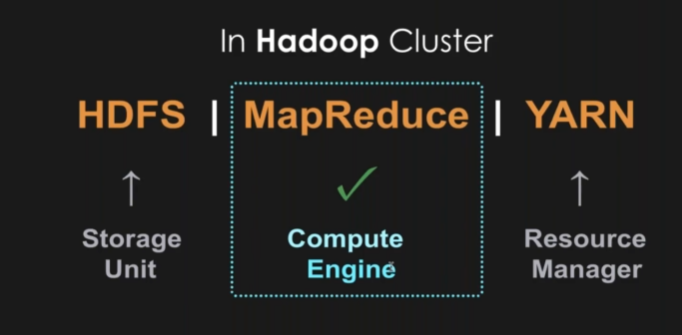 In Hadoop Cluster
HDFS | MapReduce | YARN
Storage Unit
Compute Engine
Resource Manager